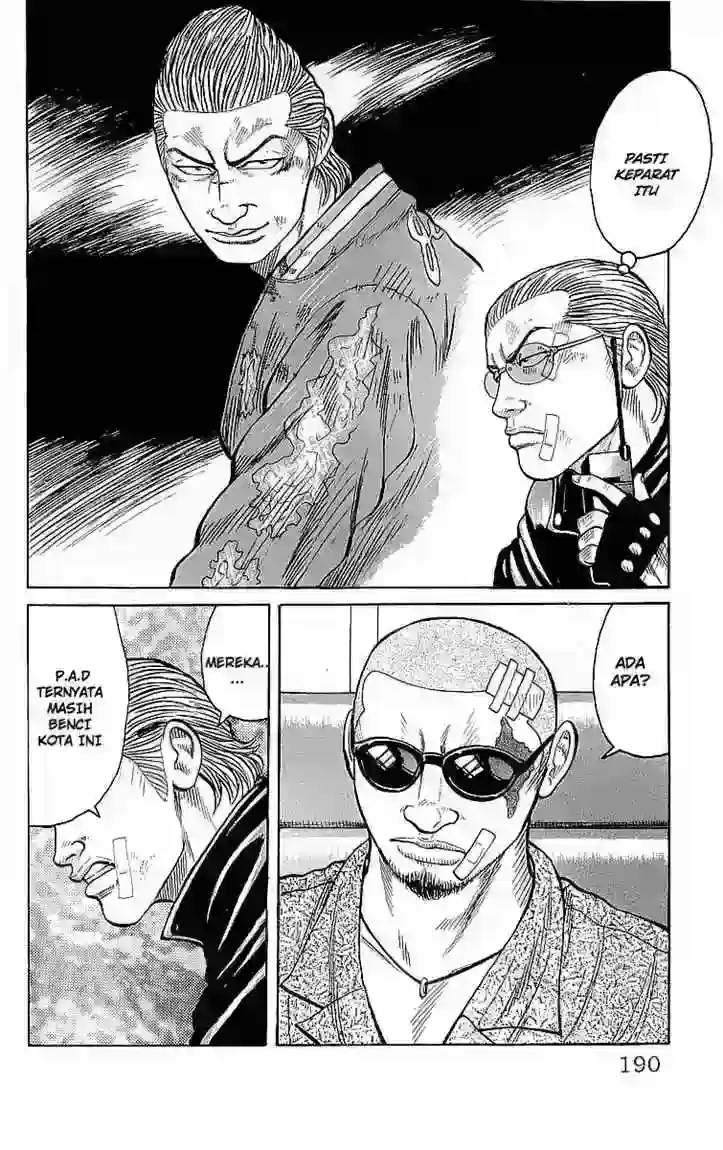 PASTI
KEPARAT
ITU
ADA
APA?
MEREKA..
...
P.A.D
TERNYATA
MASIH
BENCI
KOTA INI
190